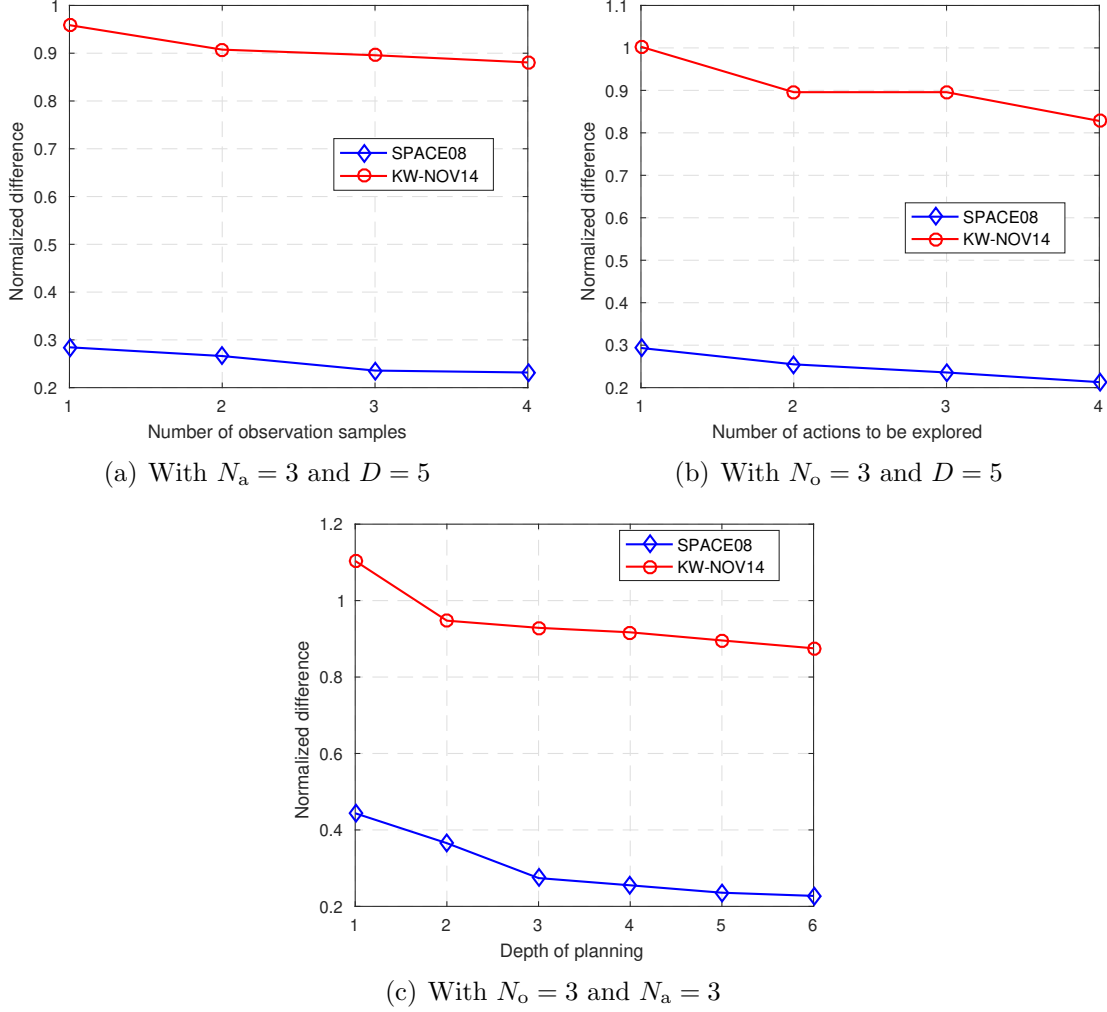 1
0.9
0.8
0.7
0.6
0.5
0.4
0.3
0.2
Normalized difference
SPACE08
KW-NOV14
1 2 3 4
Number of observation samples
(a) With Nₐ = 3 and D = 5
1.1
1
0.9
0.8
0.7
0.6
0.5
0.4
0.3
0.2
Normalized difference
SPACE08
KW-NOV14
1 2 3 4
Number of actions to be explored
(b) With Nₒ = 3 and D = 5
1.2
1
0.8
0.6
0.4
0.2
Normalized difference
SPACE08
KW-NOV14
1 2 3 4 5 6
Depth of planning
(c) With Nₒ = 3 and Nₐ = 3